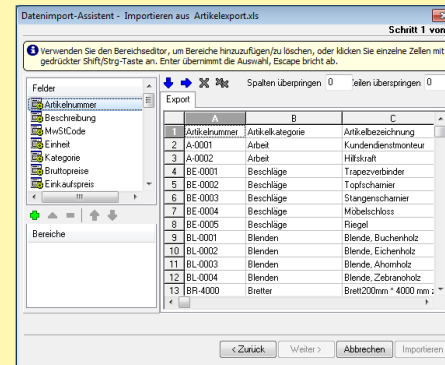 Datenimport-Assistent - Importieren aus Artikelexport.xls
Schritt 1 von
Verwenden Sie den Bereichseditor, um Bereiche hinzuzufügen/zu löschen, oder klicken Sie einzelne Zellen mit
gedrückter Shift/Strg-Taste an. Enter übernimmt die Auswahl, Escape bricht ab.
Felder
Artikelnummer
Beschreibung
MwStCode
Einheit
Kategorie
Bruttopreise
Einkaufspreis
Bereiche
Spalten überpringen 0 Zeilen überspringen 0
Export
A B C
1 Artikelnummer Artikelkategorie Artikelbezeichnung
2 A-0001 Arbeit Kundendienstmonteur
3 A-0002 Arbeit Hilfskraft
4 BE-0001 Beschläge Trapezverbinder
5 BE-0002 Beschläge Topfscharnier
6 BE-0003 Beschläge Stangenscharnier
7 BE-0004 Beschläge Möbelschloss
8 BE-0005 Beschläge Riegel
9 BL-0001 Blenden Blende, Buchenholz
10 BL-0002 Blenden Blende, Eichenholz
11 BL-0003 Blenden Blende, Ahornholz
12 BL-0004 Blenden Blende, Zebranoholz
13 BR-4000 Bretter Brett200mm * 4000 mm
< Zurück Weiter > Abbrechen Importieren